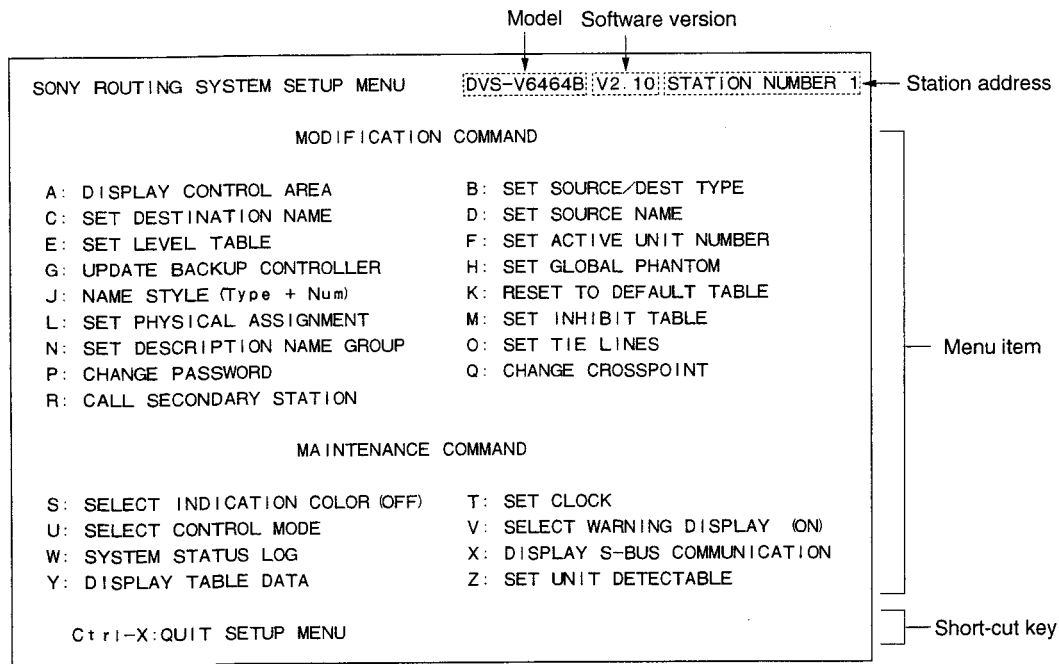 Model Software version
SONY ROUTING SYSTEM SETUP MENU DVS-V6464B V2.10 STATION NUMBER 1 Station address
MODIFICATION COMMAND
A: DISPLAY CONTROL AREA B: SET SOURCE/DEST TYPE
C: SET DESTINATION NAME D: SET SOURCE NAME
E: SET LEVEL TABLE F: SET ACTIVE UNIT NUMBER
G: UPDATE BACKUP CONTROLLER H: SET GLOBAL PHANTOM
J: NAME STYLE (Type + Num) K: RESET TO DEFAULT TABLE
L: SET PHYSICAL ASSIGNMENT M: SET INHIBIT TABLE
N: SET DESCRIPTION NAME GROUP O: SET TIE LINES
Menu item
P: CHANGE PASSWORD Q: CHANGE CROSSPOINT
R: CALL SECONDARY STATION
MAINTENANCE COMMAND
S: SELECT INDICATION COLOR (OFF) T: SET CLOCK
U: SELECT CONTROL MODE V: SELECT WARNING DISPLAY (ON)
W: SYSTEM STATUS LOG X: DISPLAY S-BUS COMMUNICATION
Y: DISPLAY TABLE DATA Z: SET UNIT DETECTABLE
Ctrl-X:QUIT SETUP MENU Short-cut key